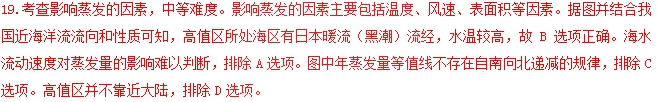 19.考查影响蒸发的因素，中等难度。影响蒸发的因素主要包括温度、风速、表面积等因素。据图并结合我
国近海洋流流向和性质可知，高值区所处海区有日本暖流（黑潮）流经，水温较高，故 B 选项正确。海水
流动速度对蒸发量的影响难以判断，排除 A 选项。图中年蒸发量等值线不存在自南向北递减的规律，排除 C
选项。高值区并不靠近大陆，排除 D 选项。